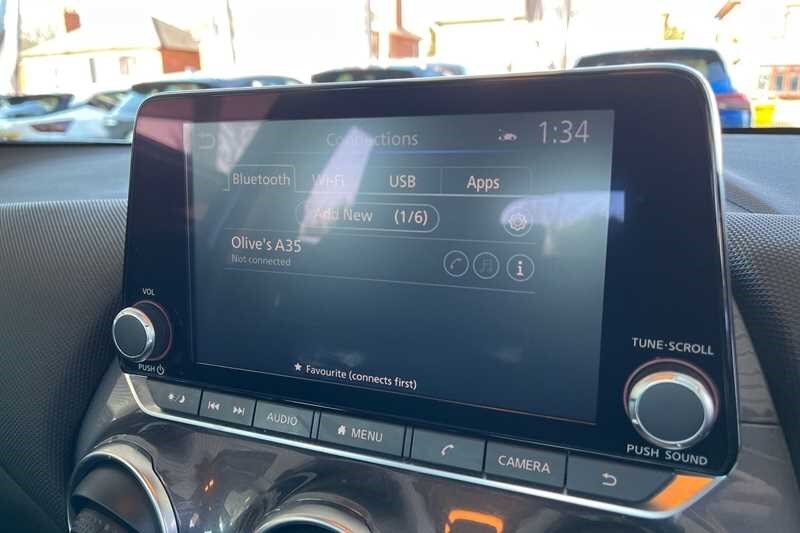 Connections 1:34
Bluetooth Wi-Fi USB Apps
Add New (1/6)
Olive's A35
Not connected
★ Favourite (connects first)
VOL
PUSH
TUNE·SCROLL
PUSH SOUND
AUDIO MENU CAMERA